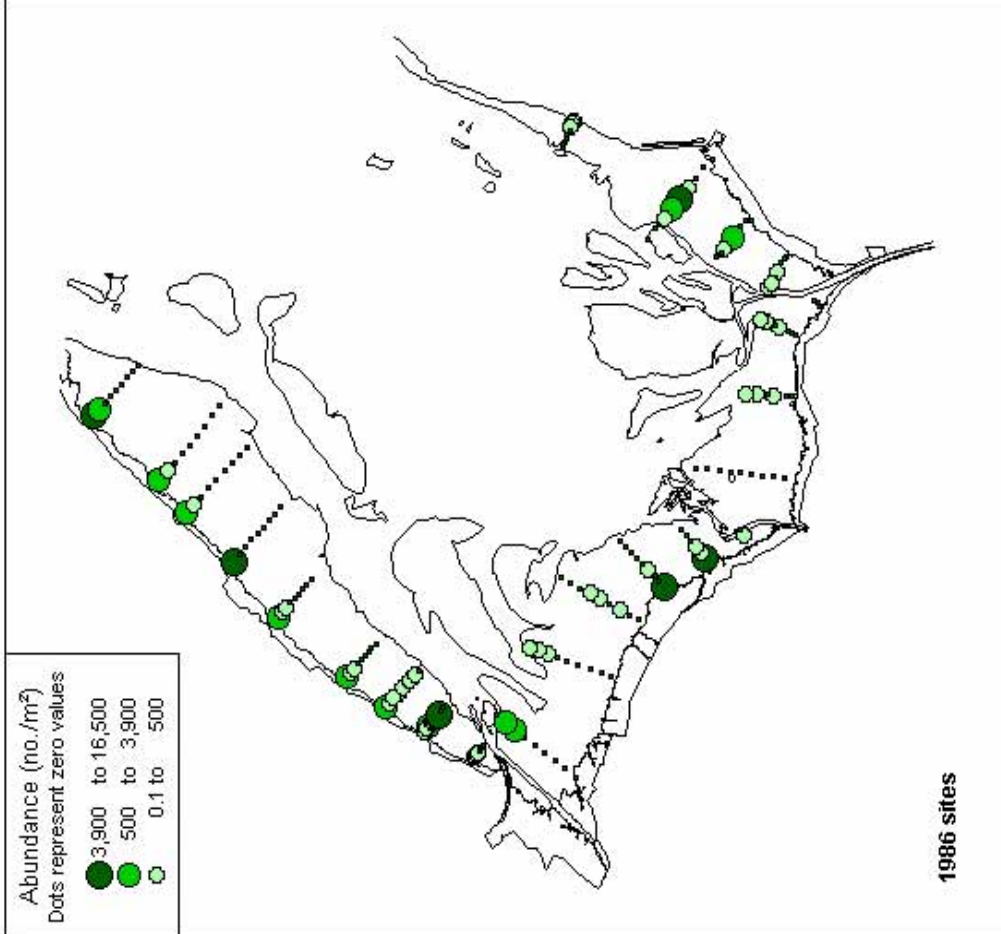 Abundance (no./m²)
Dots represent zero values
3,900 to 16,500
500 to 3,900
0.1 to 500
1986 sites